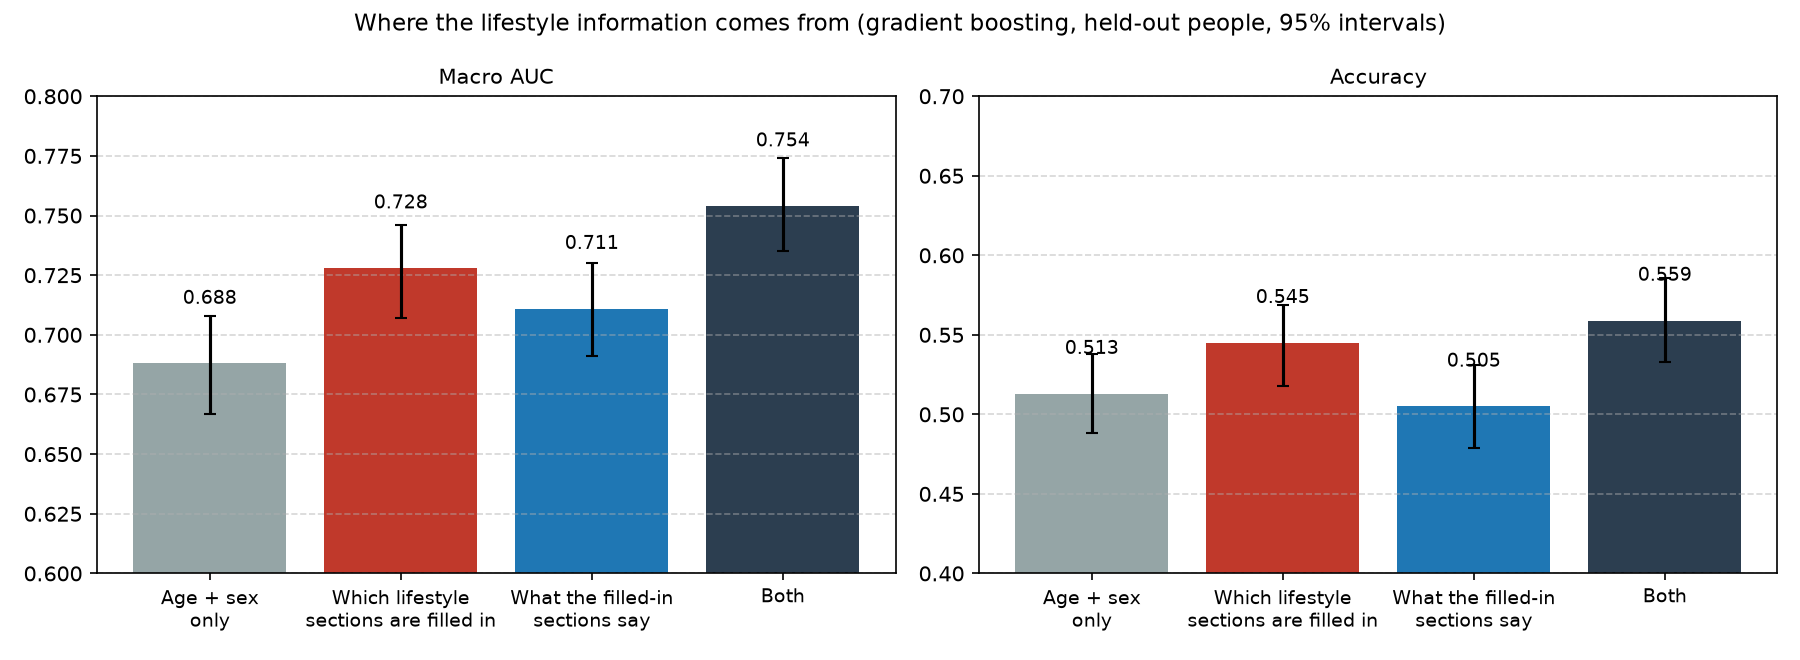 Where the lifestyle information comes from (gradient boosting, held-out people, 95% intervals)
Macro AUC
0.800
0.775
0.750
0.725
0.700
0.675
0.650
0.625
0.600
0.688
0.728
0.711
0.754
Age + sex
only
Which lifestyle
sections are filled in
What the filled-in
sections say
Both
Accuracy
0.70
0.65
0.60
0.55
0.50
0.45
0.40
0.513
0.545
0.505
0.559
Age + sex
only
Which lifestyle
sections are filled in
What the filled-in
sections say
Both